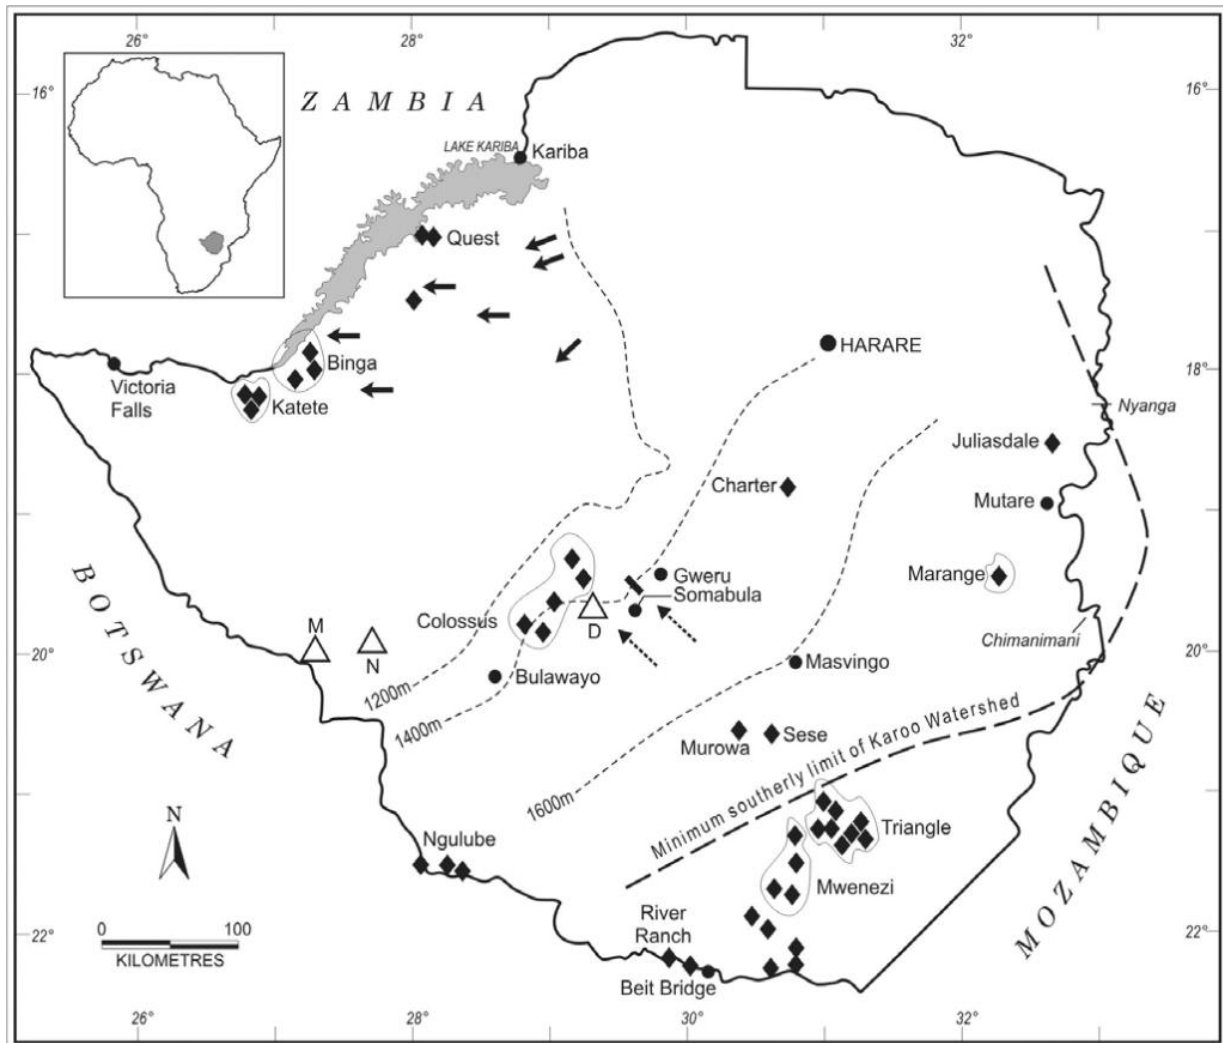 26°
28°
32°
ZAMBIA
16°
16°
LAKE KARIBA
Kariba
Quest
HARARE
Binga
Victoria
Falls
Katete
18°
Nyanga
Juliasdale
Charter
Mutare
Gweru
Somabula
Marange
Colossus
D
M
N
Chimanimani
20°
20°
Masvingo
Bulawayo
1200m
1400m
BOTSWANA
Murowa
Sese
Minimum southerly limit of Karoo Watershed
1600m
MOZAMBIQUE
N
Ngulube
Triangle
Mwenezi
0
100
KILOMETRES
River
Ranch
22°
22°
Beit Bridge
26°
28°
30°
32°